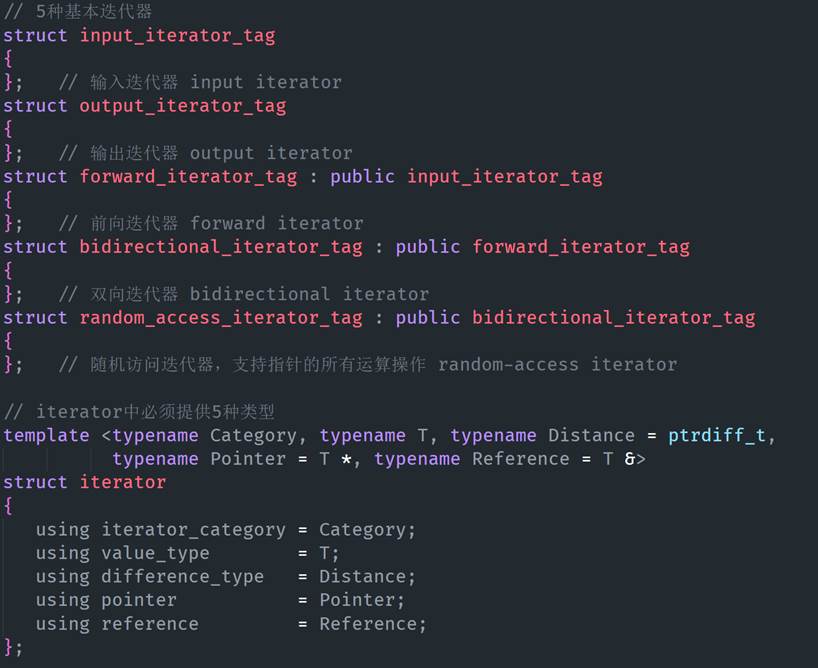 // 5种基本迭代器
struct input_iterator_tag
{
};   // 输入迭代器 input iterator
struct output_iterator_tag
{
};   // 输出迭代器 output iterator
struct forward_iterator_tag : public input_iterator_tag
{
};   // 前向迭代器 forward iterator
struct bidirectional_iterator_tag : public forward_iterator_tag
{
};   // 双向迭代器 bidirectional iterator
struct random_access_iterator_tag : public bidirectional_iterator_tag
{
};   // 随机访问迭代器，支持指针的所有运算操作 random-access iterator

// iterator中必须提供5种类型
template <typename Category, typename T, typename Distance = ptrdiff_t,
          typename Pointer = T *, typename Reference = T &>
struct iterator
{
   using iterator_category = Category;
   using value_type        = T;
   using difference_type   = Distance;
   using pointer           = Pointer;
   using reference         = Reference;
};